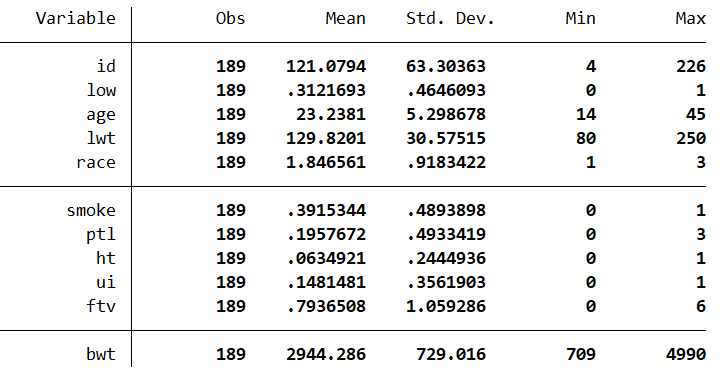 Variable Obs Mean Std. Dev. Min Max
id 189 121.0794 63.30363 4 226
low 189 .3121693 .4646093 0 1
age 189 23.2381 5.298678 14 45
lwt 189 129.8201 30.57515 80 250
race 189 1.846561 .9183422 1 3
smoke 189 .3915344 .4893898 0 1
ptl 189 .1957672 .4933419 0 3
ht 189 .0634921 .2444936 0 1
ui 189 .1481481 .3561903 0 1
ftv 189 .7936508 1.059286 0 6
bwt 189 2944.286 729.016 709 4990